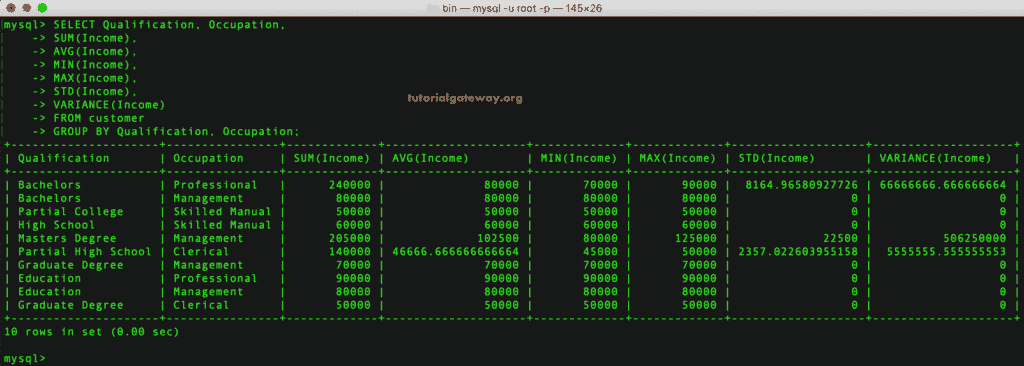 bin — mysql -u root -p — 145×26
mysql> SELECT Qualification, Occupation,
    -> SUM(Income),
    -> AVG(Income),
    -> MIN(Income),
    -> MAX(Income),
    -> STD(Income),
    -> VARIANCE(Income)
    -> FROM customer
    -> GROUP BY Qualification, Occupation;
tutorialgateway.org
| Qualification | Occupation | SUM(Income) | AVG(Income) | MIN(Income) | MAX(Income) | STD(Income) | VARIANCE(Income) |
| Bachelors | Professional | 240000 | 80000 | 70000 | 90000 | 8164.96580927726 | 66666666.666666664 |
| Bachelors | Management | 80000 | 80000 | 80000 | 80000 | 0 | 0 |
| Partial College | Skilled Manual | 50000 | 50000 | 50000 | 50000 | 0 | 0 |
| High School | Skilled Manual | 60000 | 60000 | 60000 | 60000 | 0 | 0 |
| Masters Degree | Management | 205000 | 102500 | 80000 | 125000 | 22500 | 506250000 |
| Partial High School | Clerical | 140000 | 46666.666666666664 | 45000 | 50000 | 2357.022603955158 | 5555555.555555553 |
| Graduate Degree | Management | 70000 | 70000 | 70000 | 70000 | 0 | 0 |
| Education | Professional | 90000 | 90000 | 90000 | 90000 | 0 | 0 |
| Education | Management | 80000 | 80000 | 80000 | 80000 | 0 | 0 |
| Graduate Degree | Clerical | 50000 | 50000 | 50000 | 50000 | 0 | 0 |
10 rows in set (0.00 sec)
mysql>